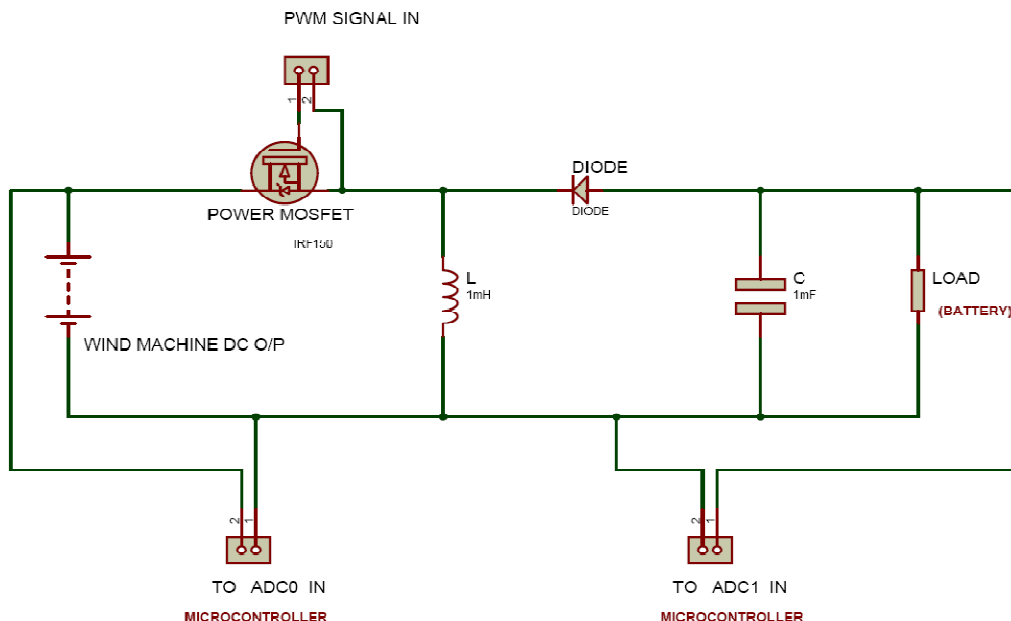 PWM SIGNAL IN
1
2
DIODE
DIODE
POWER MOSFET
IRF150
L
1mH
C
1mF
LOAD
(BATTERY)
WIND MACHINE DC O/P
2
1
2
1
TO ADC0 IN
TO ADC1 IN
MICROCONTROLLER
MICROCONTROLLER